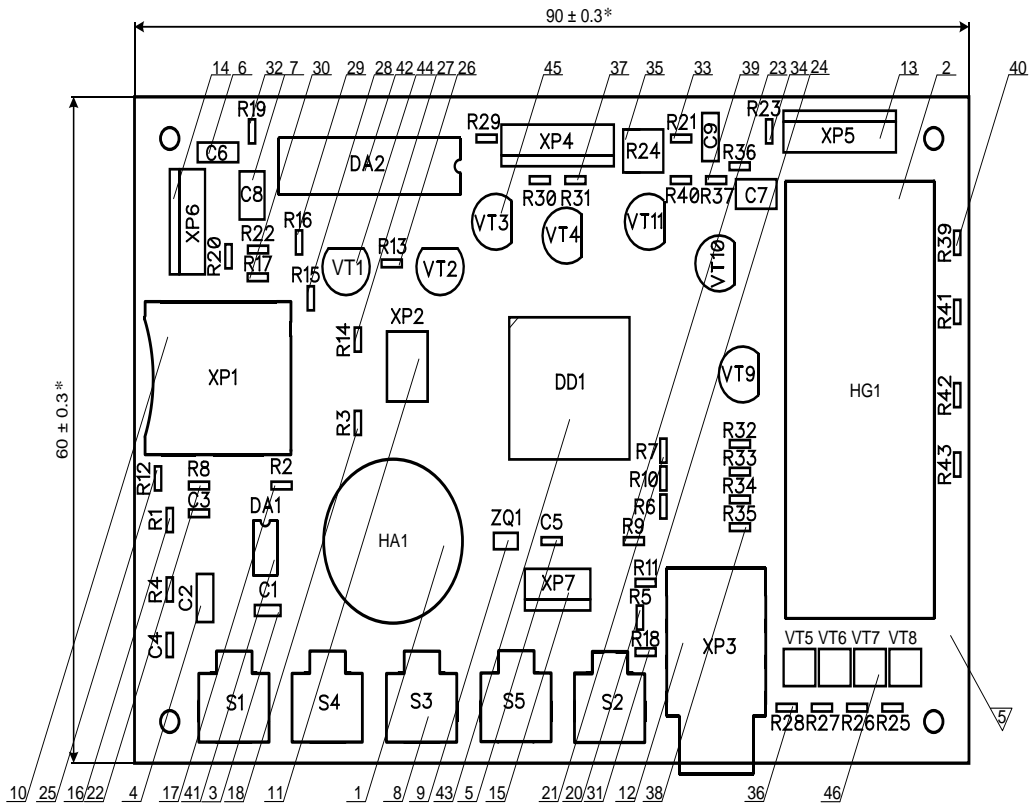 90 ± 0.3*
14 6 32 7 30 29 28 42 44 27 26 45 37 35 33 39 23 34 24 13 2 40
R19 R29 R21 C9 R23
C6 DA2 XP4 R24 XP5
R36
C8 R30 R31 R40 R37 C7
XP6 R16 VT3 VT4 VT11
R20 R22 R17 R13 VT1 VT2 VT10 R39
R15
XP2 R14 R41
XP1 DD1 VT9 HG1
R42
R3 R32
R7 R33 R43
R12 R8 R2 R10 R34
C3 DA1 R6 R35
R1 ZQ1 C5 R9
HA1
R4 C2 C1 XP7 R11
R5
C4 R18 XP3 VT5 VT6 VT7 VT8
S1 S4 S3 S5 S2
R28 R27 R26 R25
5
60 ± 0.3*
10 25 16 22 4 17 41 3 18 11 1 8 9 43 5 15 21 20 31 12 38 36 46